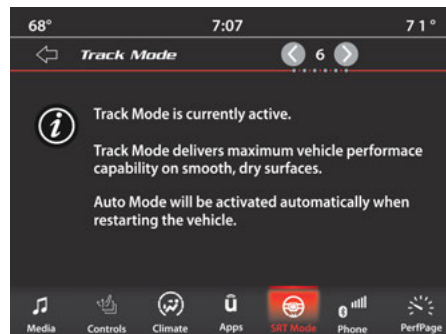 68° 7:07 71°
Track Mode 6
Track Mode is currently active.
Track Mode delivers maximum vehicle performace
capability on smooth, dry surfaces.
Auto Mode will be activated automatically when
restarting the vehicle.
Media Controls Climate Apps SRT Mode Phone PerfPage